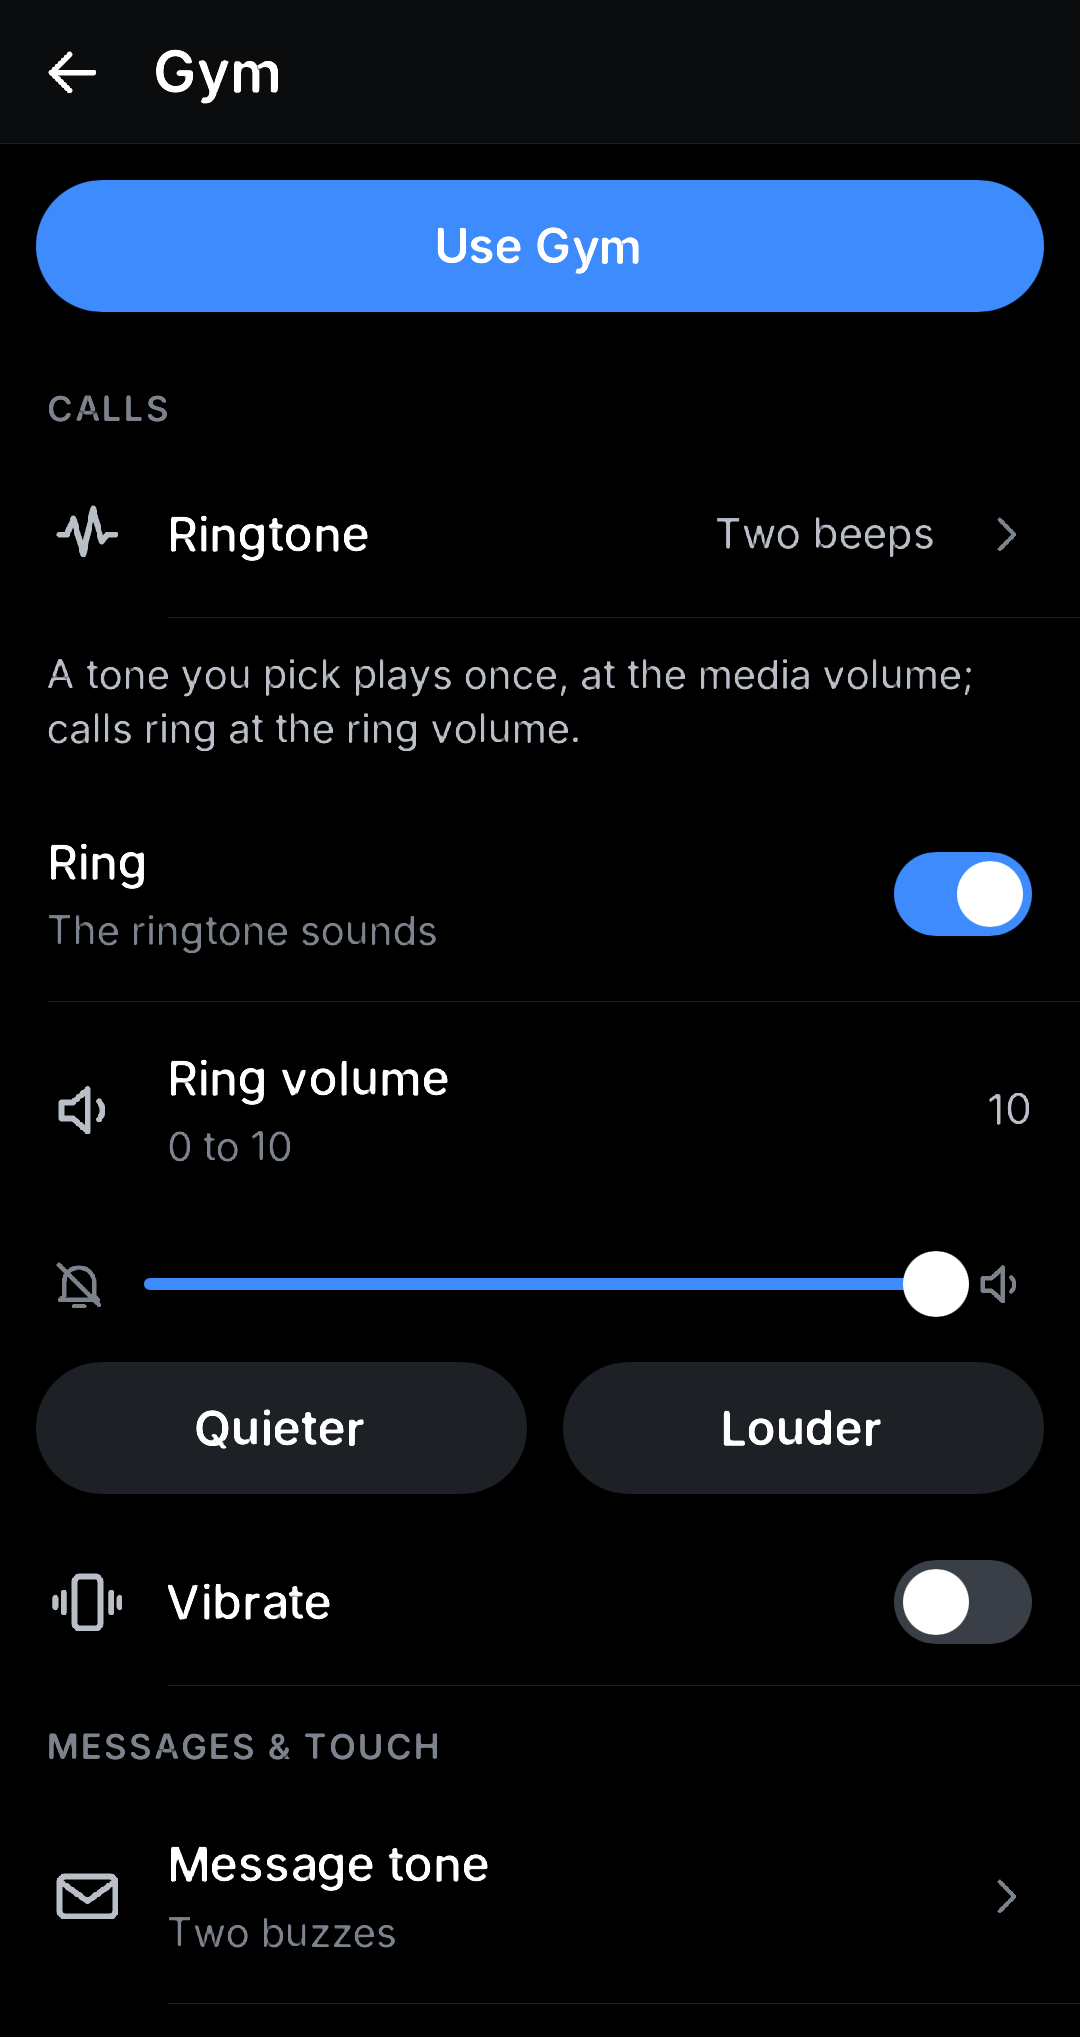 Gym
Use Gym
CALLS
Ringtone
Two beeps
A tone you pick plays once, at the media volume;
calls ring at the ring volume.
Ring
The ringtone sounds
Ring volume
0 to 10
10
Quieter
Louder
Vibrate
MESSAGES & TOUCH
Message tone
Two buzzes